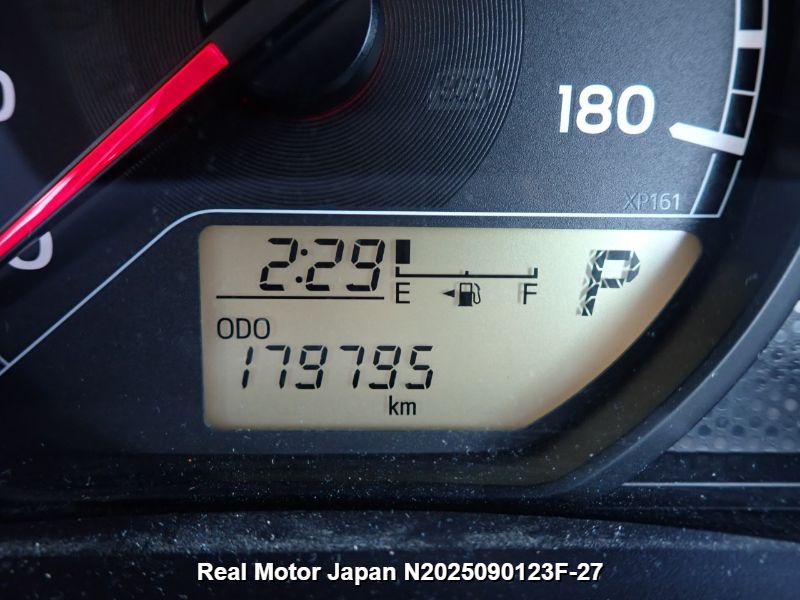 180
XP161
2:29
E F
P
ODO
179795
km
Real Motor Japan N2025090123F-27